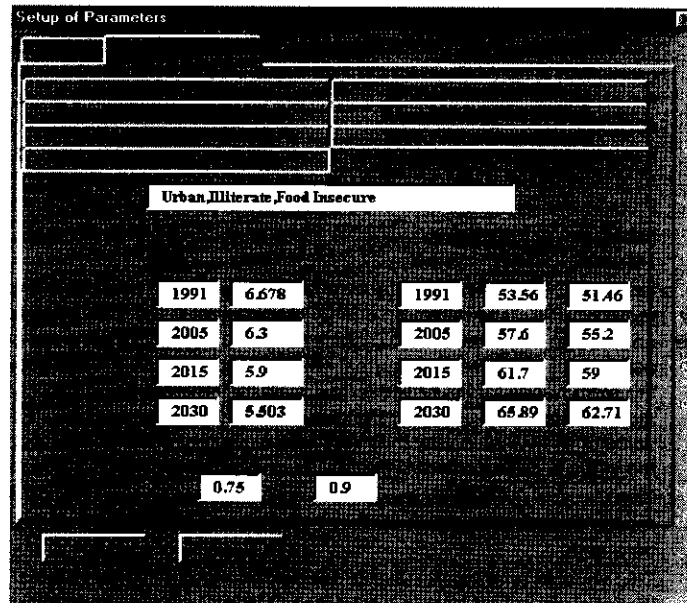 Setup of Parameters
Urban,Illiterate,Food Insecure
1991 6.678 1991 53.56 51.46
2005 6.3 2005 57.6 55.2
2015 5.9 2015 61.7 59
2030 5.503 2030 65.89 62.71
0.75 0.9